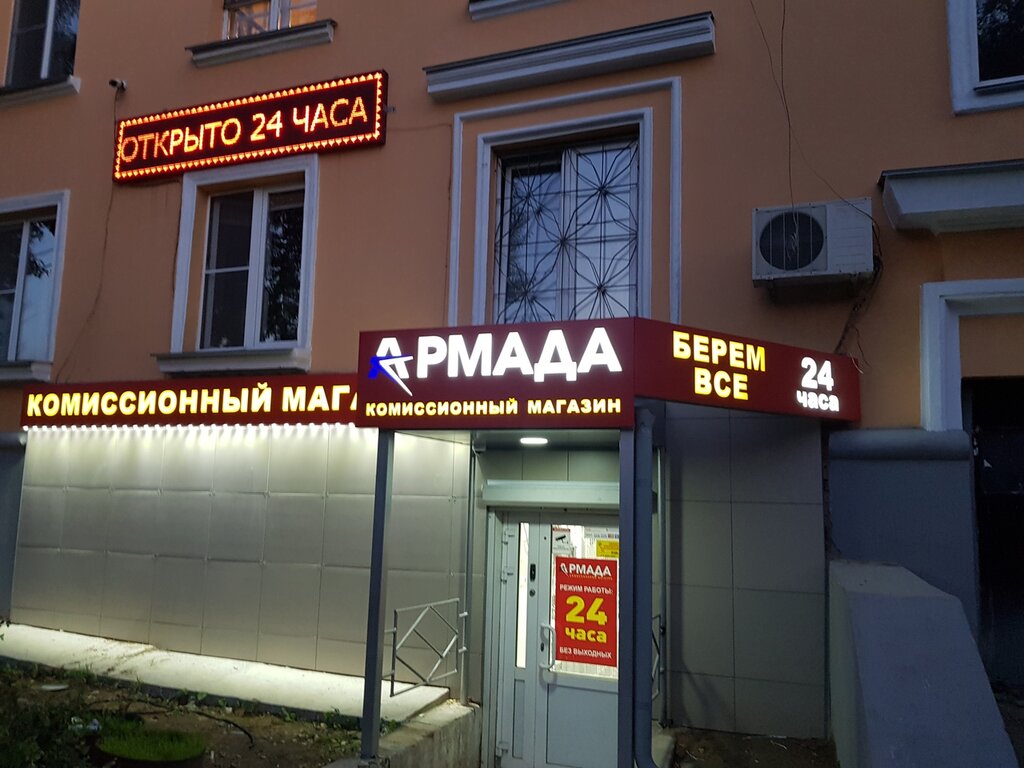 ОТКРЫТО 24 ЧАСА
КОМИССИОННЫЙ МАГА
АРМАДА
КОМИССИОННЫЙ МАГАЗИН
БЕРЕМ
ВСЕ
24
часа
АРМАДА
РЕЖИМ РАБОТЫ:
24
часа
БЕЗ ВЫХОДНЫХ